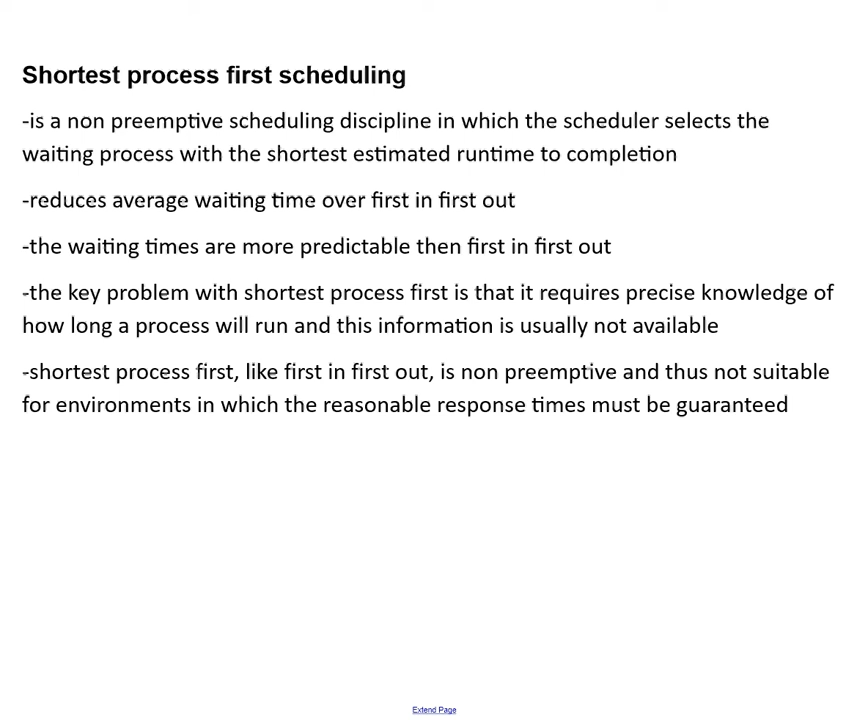 Shortest process first scheduling
-is a non preemptive scheduling discipline in which the scheduler selects the
waiting process with the shortest estimated runtime to completion
-reduces average waiting time over first in first out
-the waiting times are more predictable then first in first out
-the key problem with shortest process first is that it requires precise knowledge of
how long a process will run and this information is usually not available
-shortest process first, like first in first out, is non preemptive and thus not suitable
for environments in which the reasonable response times must be guaranteed
Extend Page